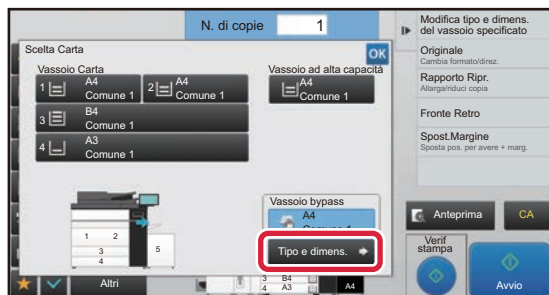 N. di copie 1
Scelta Carta
OK
Vassoio Carta
1 A4
Comune 1
2 A4
Comune 1
3 B4
Comune 1
4 A3
Comune 1
Vassoio ad alta capacità
A4
Comune 1
1 2
3
4
5
Vassoio bypass
A4
Comune 1
Tipo e dimens.
Altri
3 B4
4 A3
A4
Modifica tipo e dimens.
del vassoio specificato
Originale
Cambia formato/direz.
Rapporto Ripr.
Allarga/riduci copia
Fronte Retro
Spost.Margine
Sposta pos. per avere + marg.
Anteprima
CA
Verif
stampa
Avvio